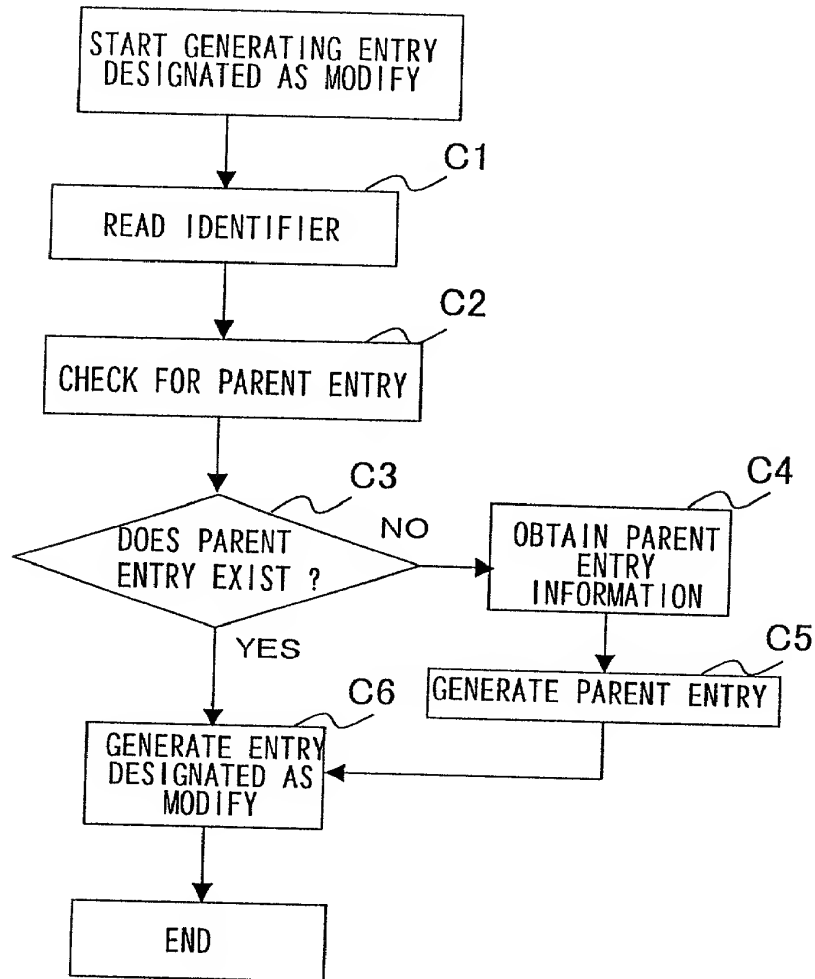 START GENERATING ENTRY
DESIGNATED AS MODIFY
C1
READ IDENTIFIER
C2
CHECK FOR PARENT ENTRY
C3
DOES PARENT
ENTRY EXIST ?
NO
YES
C4
OBTAIN PARENT
ENTRY
INFORMATION
C5
GENERATE PARENT ENTRY
C6
GENERATE ENTRY
DESIGNATED AS
MODIFY
END